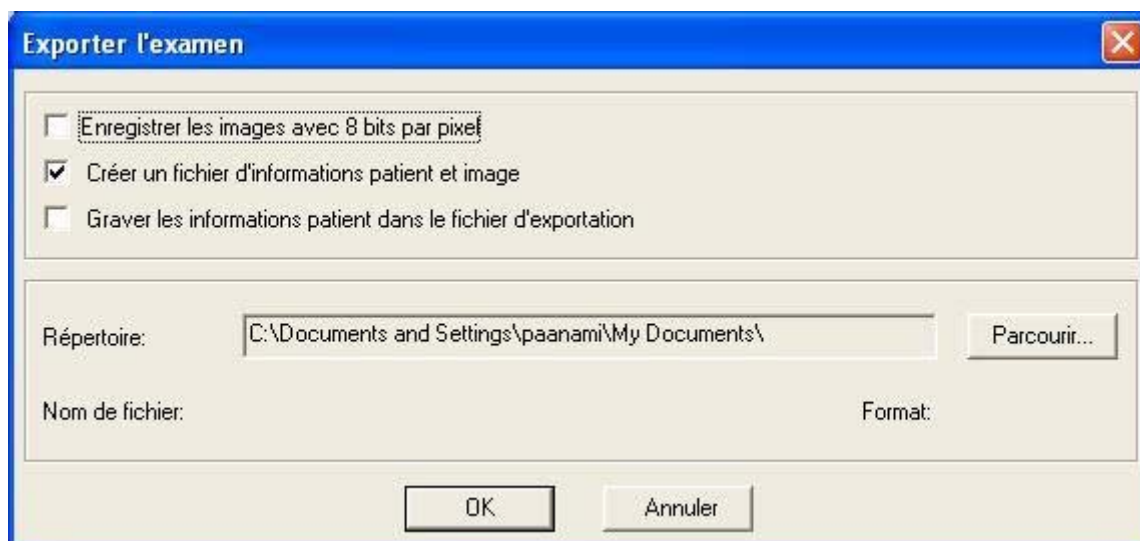 Exporter l'examen
Enregistrer les images avec 8 bits par pixel
Créer un fichier d'informations patient et image
Graver les informations patient dans le fichier d'exportation
Répertoire: C:\Documents and Settings\paanami\My Documents\ Parcourir...
Nom de fichier: Format:
OK Annuler